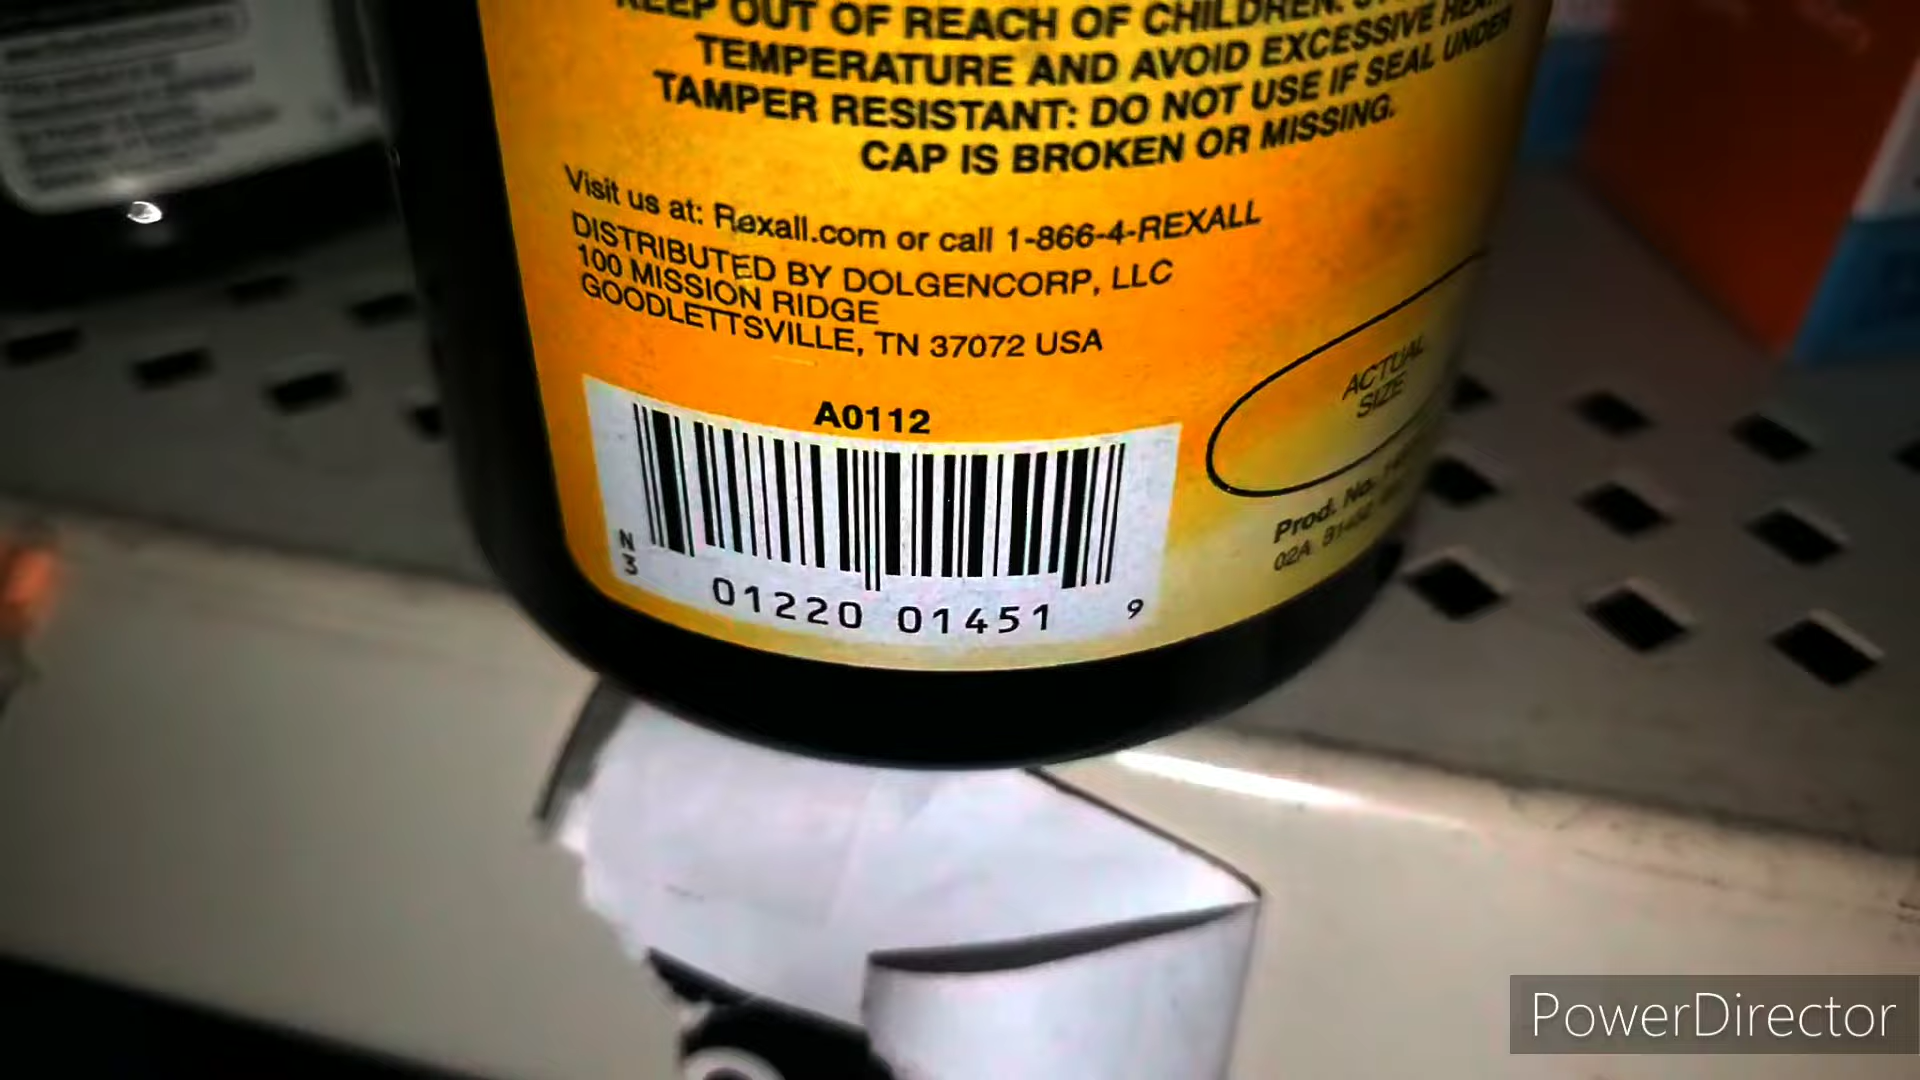 KEEP OUT OF REACH OF CHILDREN.
TEMPERATURE AND AVOID EXCESSIVE HEAT.
TAMPER RESISTANT: DO NOT USE IF SEAL UNDER
CAP IS BROKEN OR MISSING.
Visit us at: Rexall.com or call 1-866-4-REXALL
DISTRIBUTED BY DOLGENCORP, LLC
100 MISSION RIDGE
GOODLETTSVILLE, TN 37072 USA
ACTUAL
SIZE
A0112
N
3
01220 01451 9
Prod. No.
02A
PowerDirector